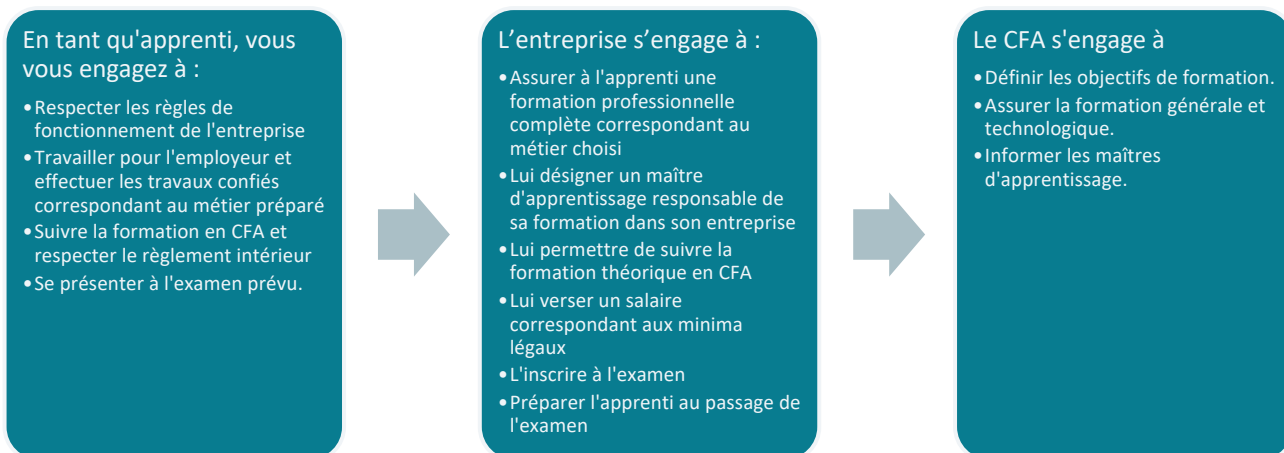 En tant qu'apprenti, vous
vous engagez à :
•Respecter les règles de
fonctionnement de l'entreprise
•Travailler pour l'employeur et
effectuer les travaux confiés
correspondant au métier préparé
•Suivre la formation en CFA et
respecter le règlement intérieur
•Se présenter à l'examen prévu.
L’entreprise s’engage à :
•Assurer à l'apprenti une
formation professionnelle
complète correspondant au
métier choisi
•Lui désigner un maître
d'apprentissage responsable de
sa formation dans son entreprise
•Lui permettre de suivre la
formation théorique en CFA
•Lui verser un salaire
correspondant aux minima
légaux
•L'inscrire à l'examen
•Préparer l'apprenti au passage de
l'examen
Le CFA s'engage à
•Définir les objectifs de formation.
•Assurer la formation générale et
technologique.
•Informer les maîtres
d'apprentissage.